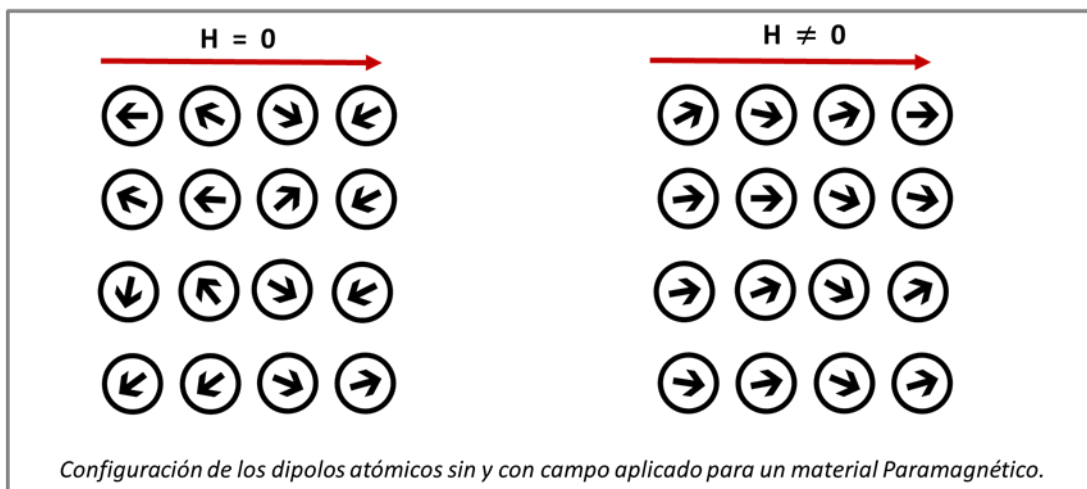 H = 0
H ≠ 0
Configuración de los dipolos atómicos sin y con campo aplicado para un material Paramagnético.